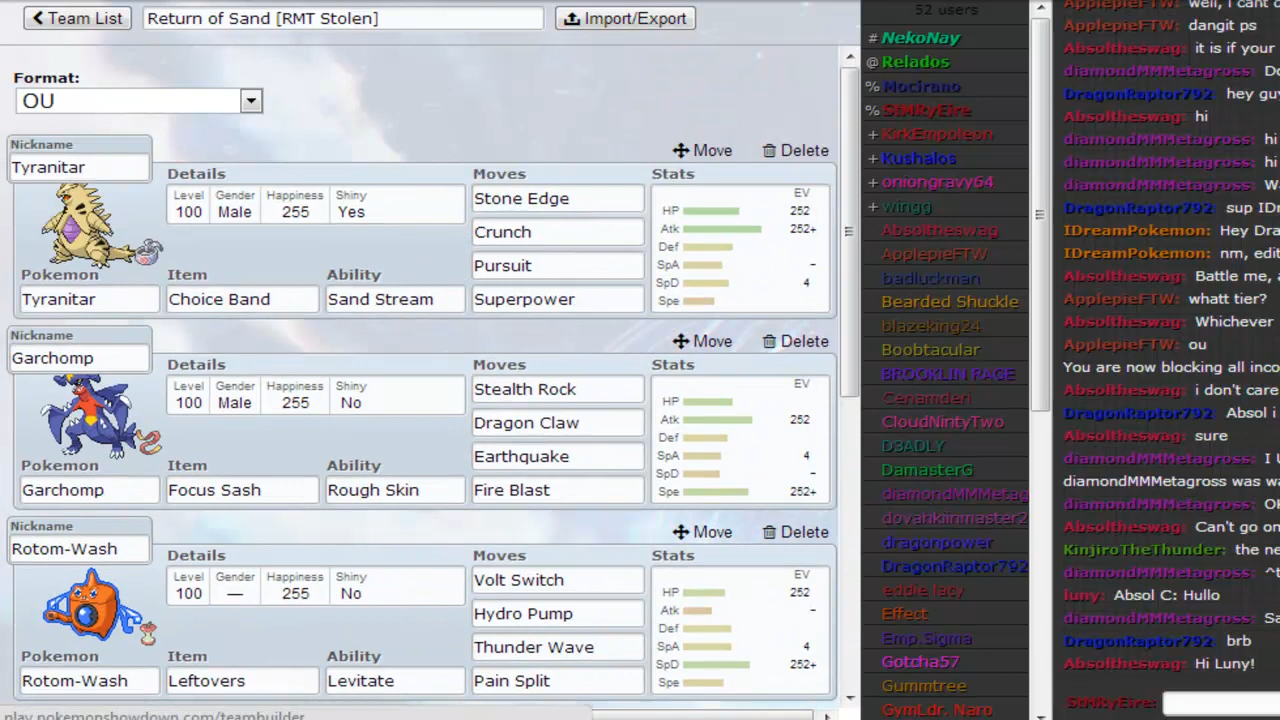 Team List
Return of Sand [RMT Stolen]
Import/Export
Format:
OU
Move
Delete
Nickname
Tyranitar
Details
Moves
Stats
Level
Gender
Happiness
Shiny
100
Male
255
Yes
Stone Edge
Crunch
Pursuit
Superpower
EV
HP 252
Atk 252+
Def
SpA –
SpD 4
Spe
Pokemon
Item
Ability
Tyranitar
Choice Band
Sand Stream
Move
Delete
Nickname
Garchomp
Details
Moves
Stats
Level
Gender
Happiness
Shiny
100
Male
255
No
Stealth Rock
Dragon Claw
Earthquake
Fire Blast
EV
HP
Atk 252
Def
SpA 4
SpD –
Spe 252+
Pokemon
Item
Ability
Garchomp
Focus Sash
Rough Skin
Move
Delete
Nickname
Rotom-Wash
Details
Moves
Stats
Level
Gender
Happiness
Shiny
100
—
255
No
Volt Switch
Hydro Pump
Thunder Wave
Pain Split
EV
HP 252
Atk –
Def
SpA 4
SpD 252+
Spe
Pokemon
Item
Ability
Rotom-Wash
Leftovers
Levitate
play.pokemonshowdown.com/teambuilder
52 users
# NekoNay
@ Relados
% Mocirano
% StMRyEire
+ KirkEmpoleon
+ Kushalos
+ oniongravy64
+ wingg
Absoltheswag
ApplepieFTW
badluckman
Bearded Shuckle
blazeking24
Boobtacular
BROOKLIN PAGE
Cenamderi
CloudNintyTwo
D3ADLY
DamasterG
diamondMMMetag
dovahkiinmaster2
dragonpower
DragonRaptor792
eddie lacy
Effect
Emp.Sigma
Gotcha57
Gummtree
GymLdr. Naro
ApplepieFTW: well, i cant
ApplepieFTW: dangit ps
Absoltheswag: it is if your
diamondMMMetagross: Do
DragonRaptor792: hey gu
Absoltheswag: hi
diamondMMMetagross: hi
diamondMMMetagross: hi
diamondMMMetagross: Wa
DragonRaptor792: sup IDr
IDreamPokemon: Hey Dra
IDreamPokemon: nm, edit
Absoltheswag: Battle me, a
ApplepieFTW: whatt tier?
Absoltheswag: Whichever
ApplepieFTW: ou
You are now blocking all inco
Absoltheswag: i don't care
DragonRaptor792: Absol i
Absoltheswag: sure
diamondMMMetagross: I U
diamondMMMetagross was wa
diamondMMMetagross: Oh
Absoltheswag: Can't go on
KinjiroTheThunder: the ne
diamondMMMetagross: ^t
luny: Absol C: Hullo
diamondMMMetagross: Sa
DragonRaptor792: brb
Absoltheswag: Hi Luny!
StMRyEire: